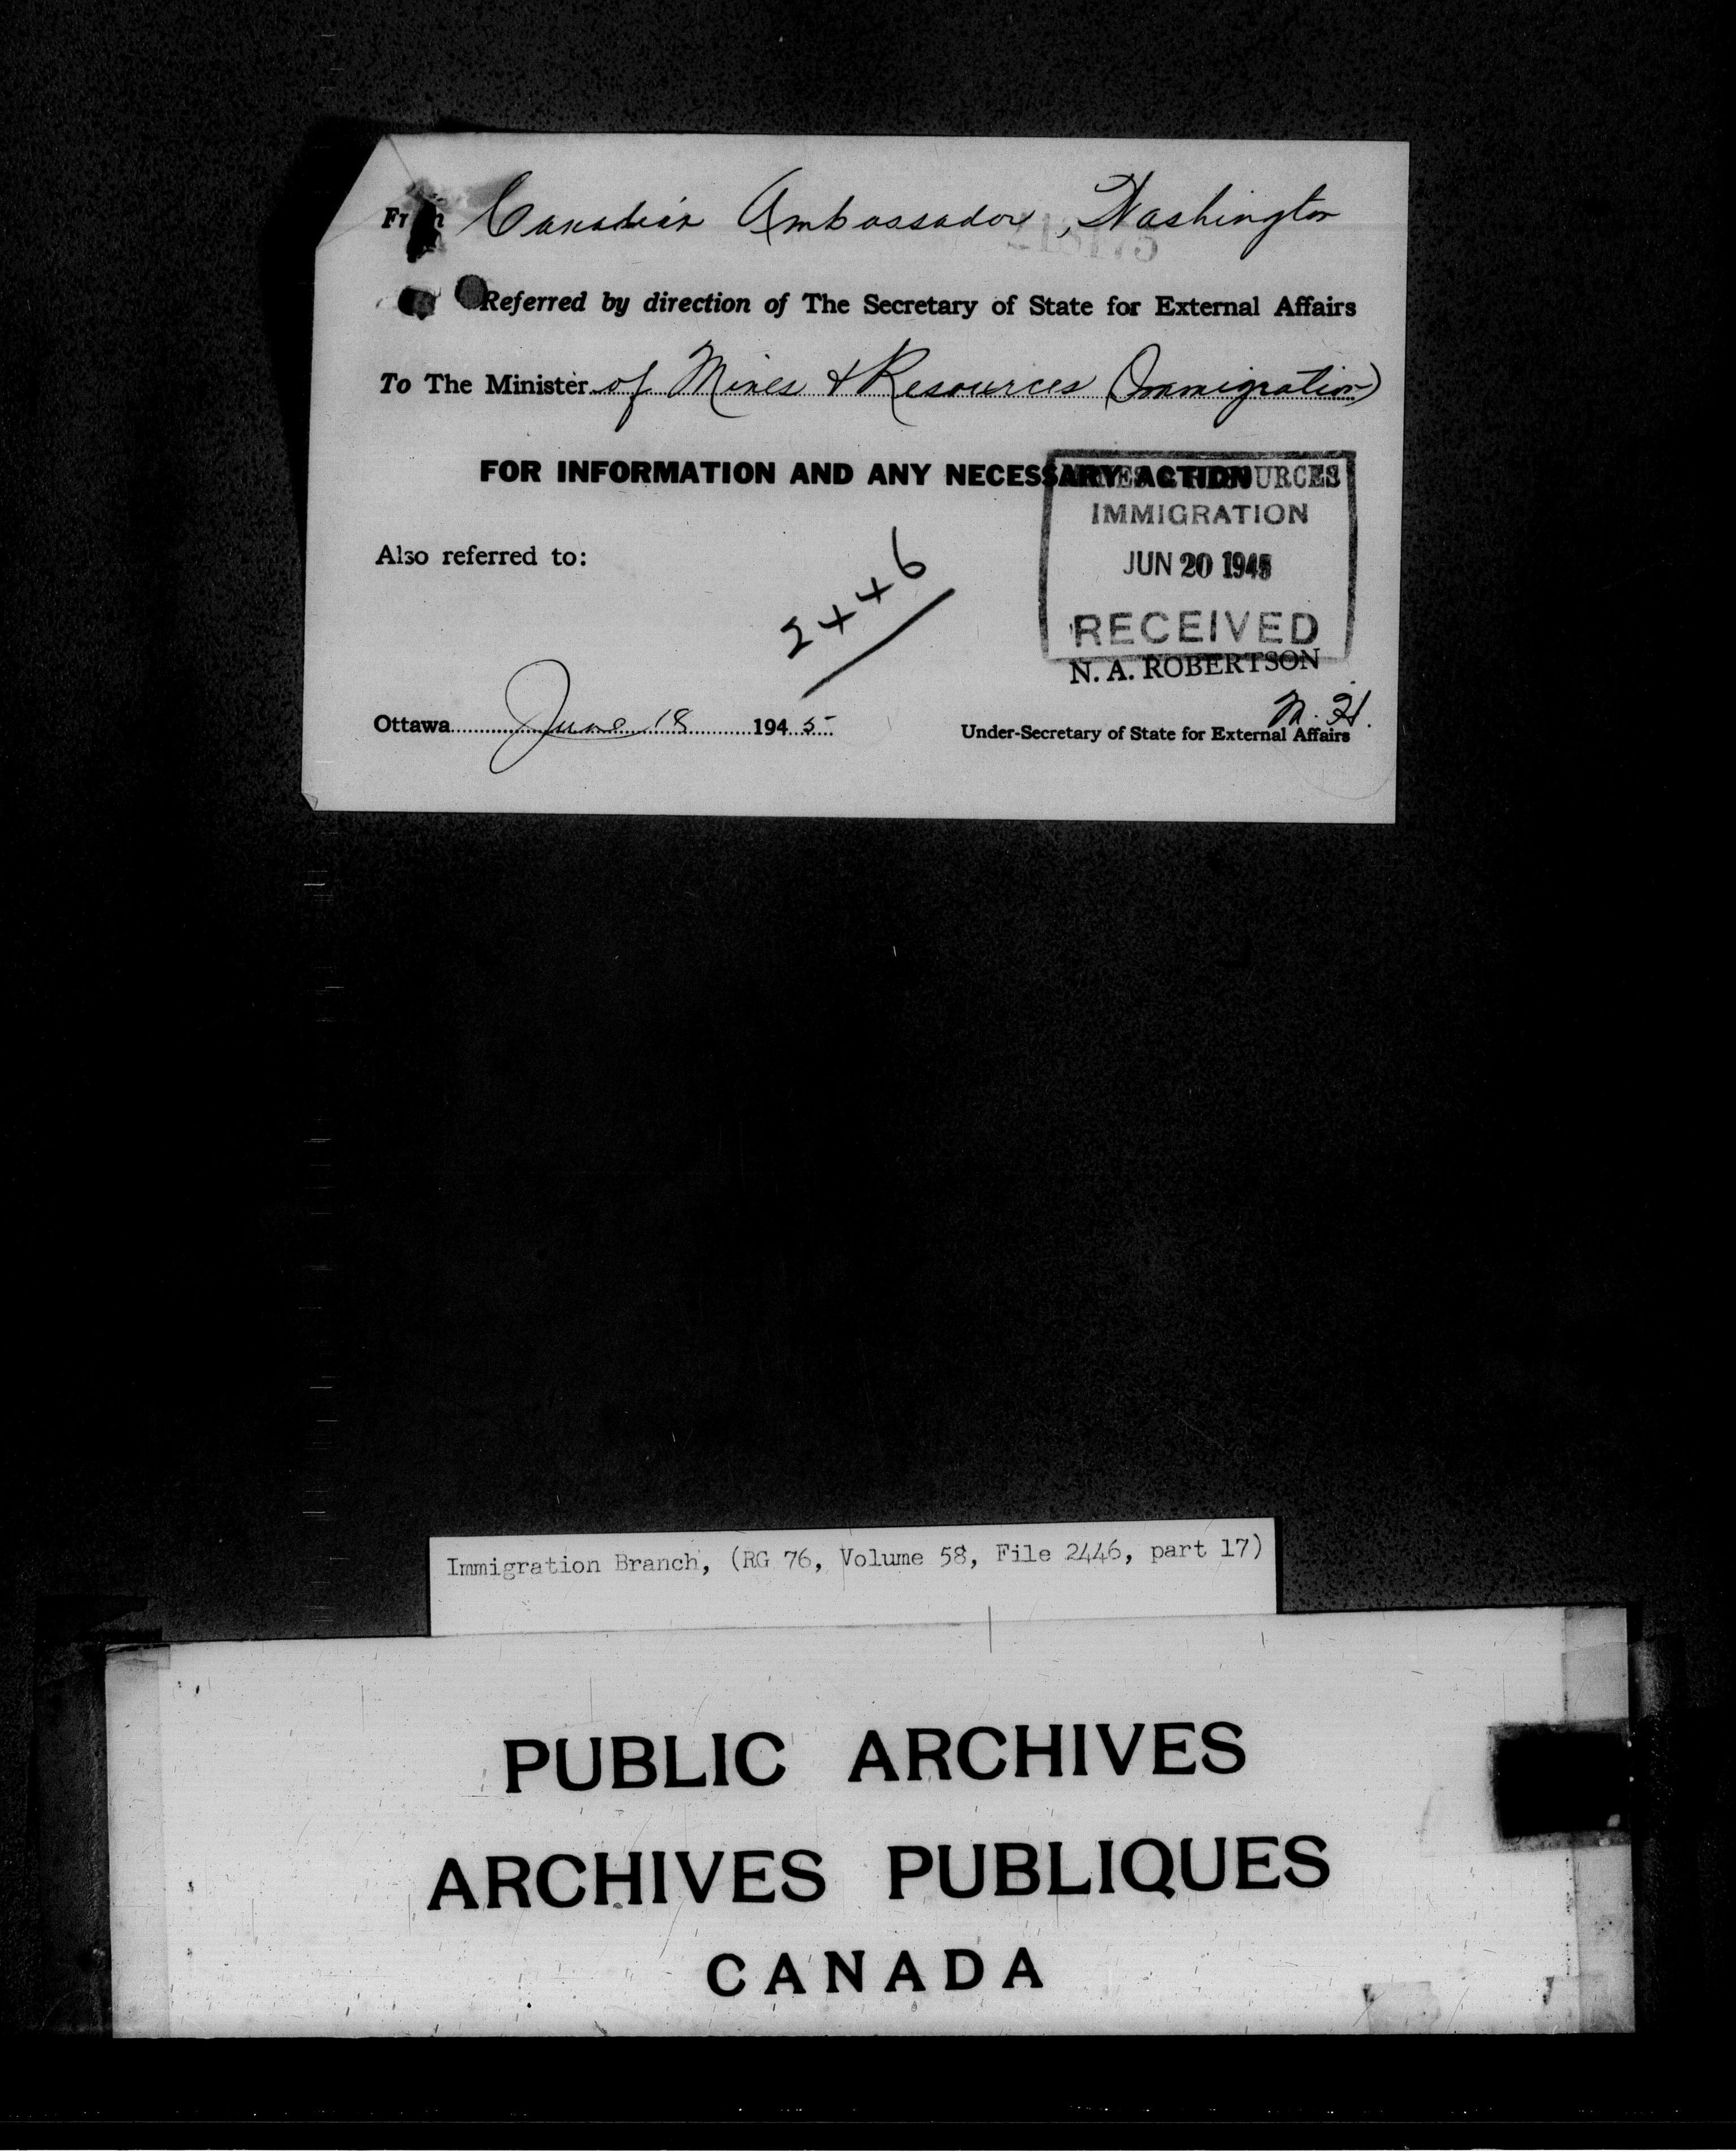 From Canadian Ambassador, Washington
Referred by direction of The Secretary of State for External Affairs
To The Minister of Mines & Resources (Immigration)
FOR INFORMATION AND ANY NECESSARY ACTION
RESOURCES
IMMIGRATION
Also referred to:
JUN 20 1945
2446
RECEIVED
N. A. ROBERTSON
Ottawa June 18 1945
Under-Secretary of State for External Affairs
Immigration Branch, (RG 76, Volume 58, File 2446, part 17)
PUBLIC ARCHIVES
ARCHIVES PUBLIQUES
CANADA